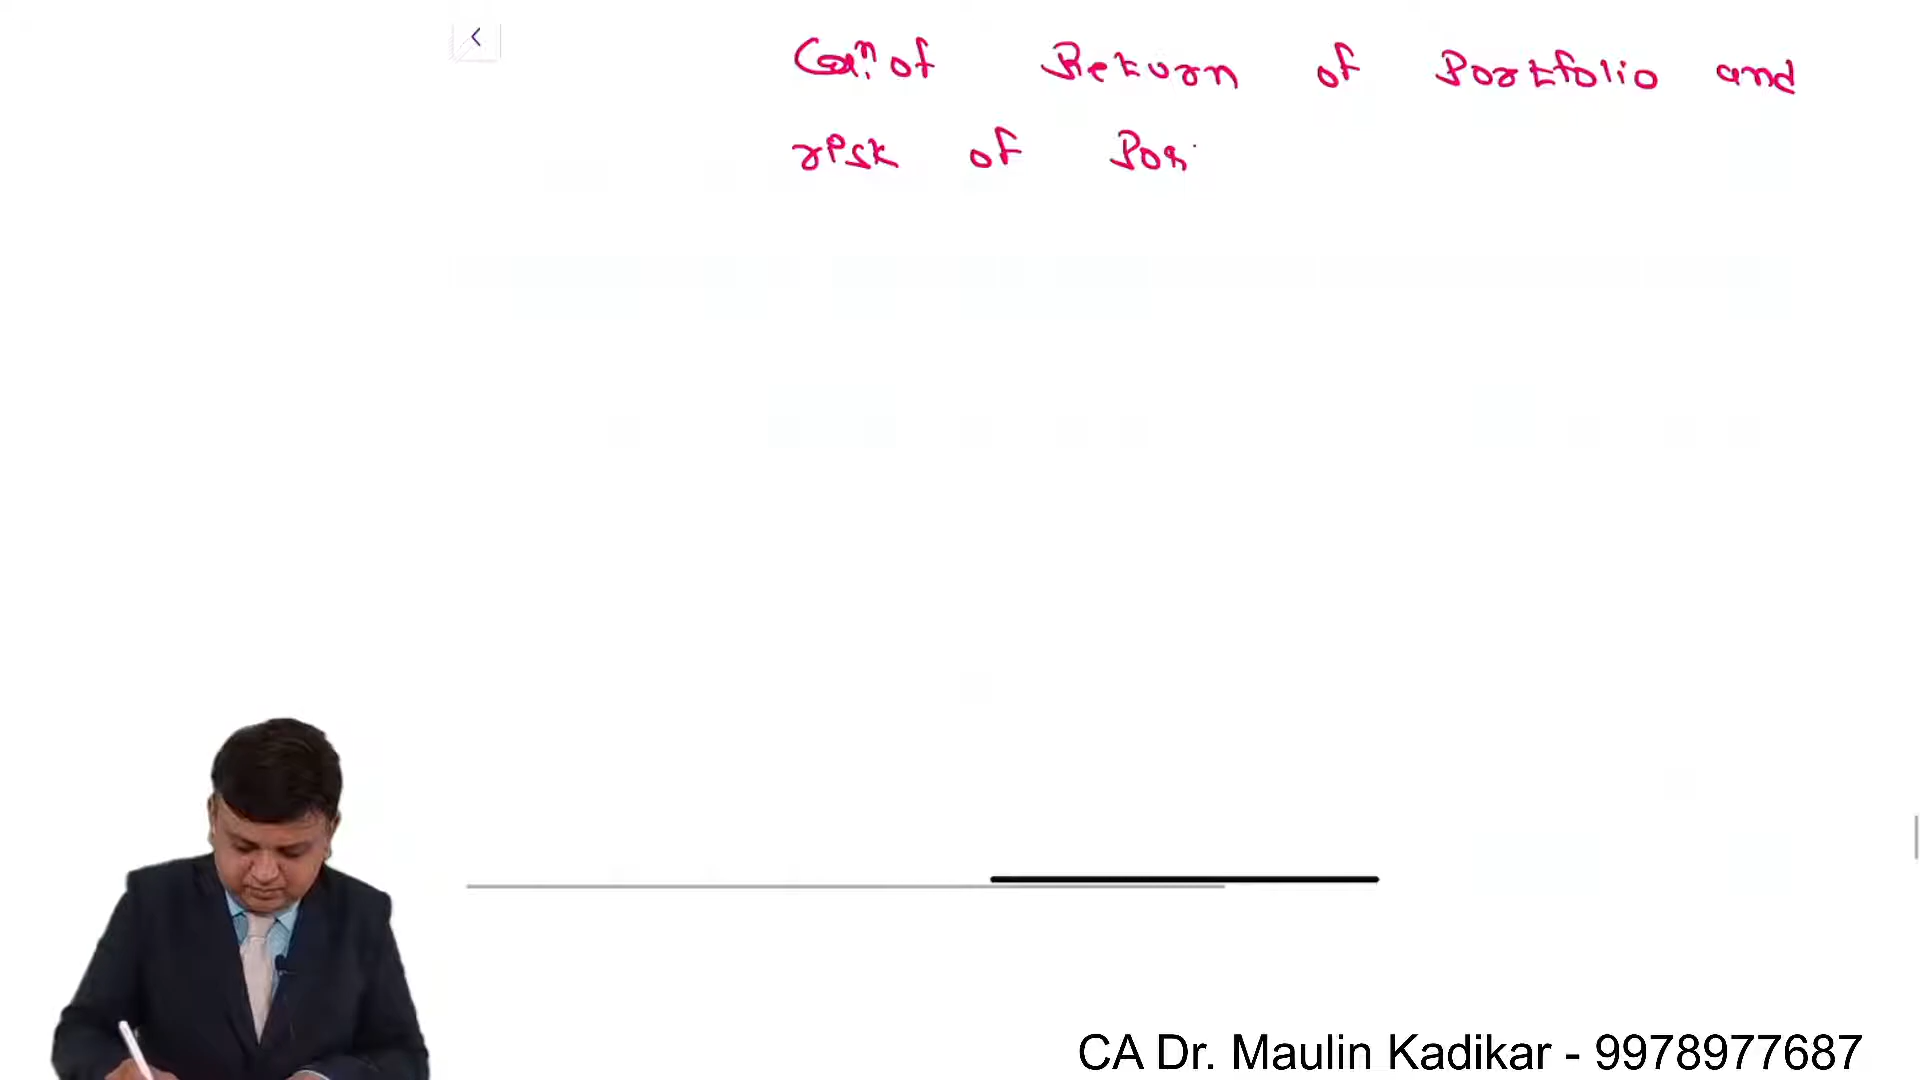 Calⁿ of Return of Portfolio and
risk of Por
CA Dr. Maulin Kadikar - 9978977687